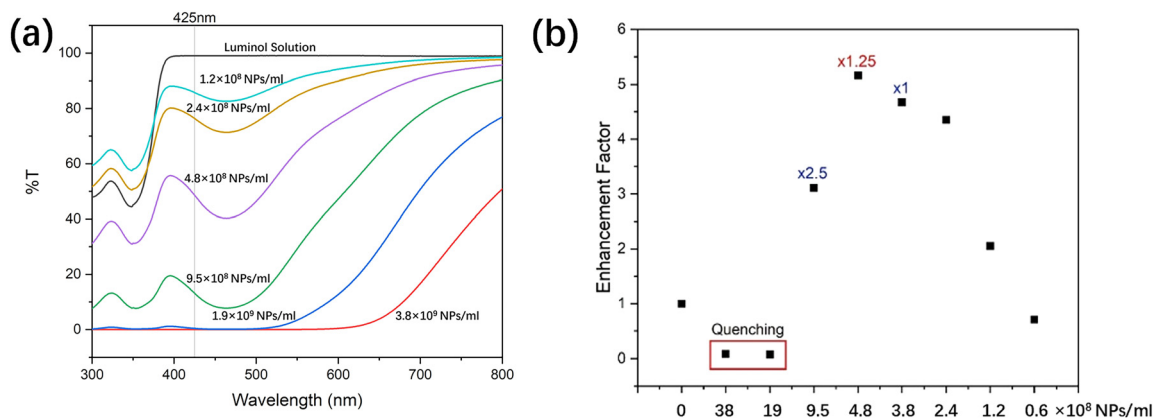 (a)
425nm
Luminol Solution
1.2×10⁸ NPs/ml
2.4×10⁸ NPs/ml
4.8×10⁸ NPs/ml
9.5×10⁸ NPs/ml
1.9×10⁹ NPs/ml
3.8×10⁹ NPs/ml
%T
100
80
60
40
20
0
300 400 500 600 700 800
Wavelength (nm)
(b)
Enhancement Factor
6
5
4
3
2
1
0
x1.25
x1
x2.5
Quenching
0 38 19 9.5 4.8 3.8 2.4 1.2 0.6 ×10⁸ NPs/ml